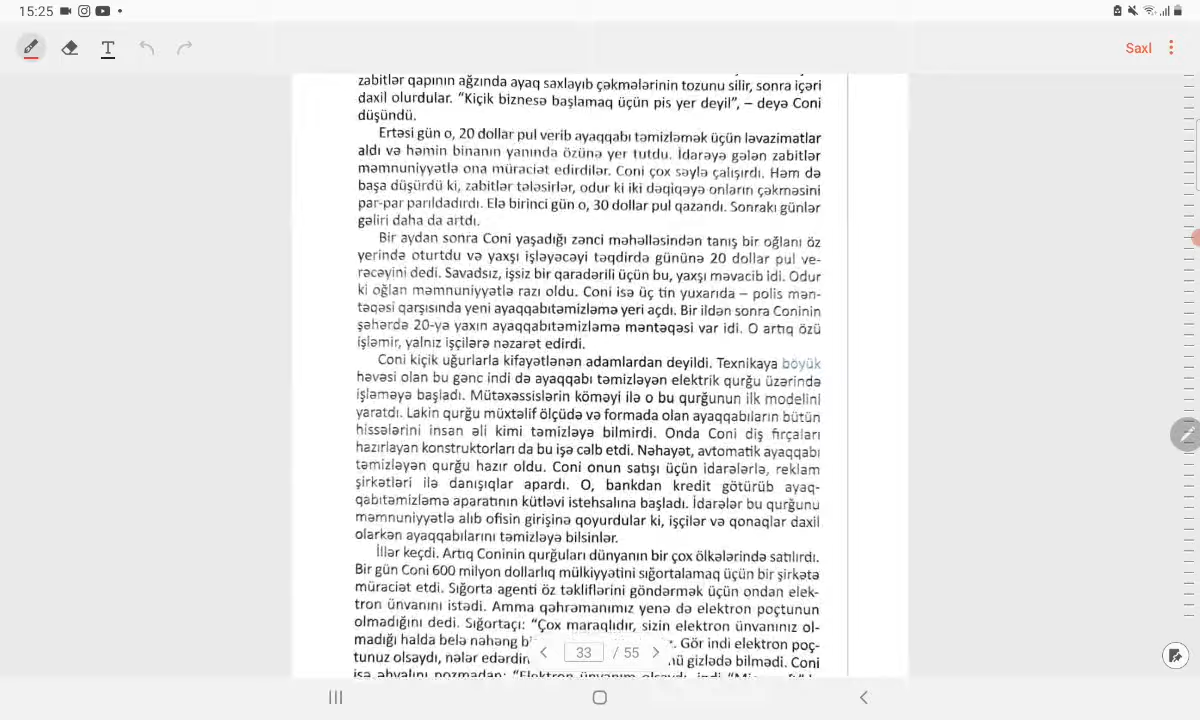 15:25
Saxl
zabitlər qapının ağzında ayaq saxlayıb çəkmələrinin tozunu silir, sonra içəri
daxil olurdular. “Kiçik biznesə başlamaq üçün pis yer deyil”, – deyə Coni
düşündü.
Ertəsi gün o, 20 dollar pul verib ayaqqabı təmizləmək üçün ləvazimatlar
aldı və həmin binanın yanında özünə yer tutdu. İdarəyə gələn zabitlər
məmnuniyyətlə ona müraciət edirdilər. Coni çox səylə çalışırdı. Həm də
başa düşürdü ki, zabitlər tələsirlər, odur ki iki dəqiqəyə onların çəkməsini
par-par parıldadırdı. Elə birinci gün o, 30 dollar pul qazandı. Sonrakı günlər
gəliri daha da artdı.
Bir aydan sonra Coni yaşadığı zənci məhəlləsindən tanış bir oğlanı öz
yerində oturtdu və yaxşı işləyəcəyi təqdirdə gününə 20 dollar pul ve-
rəcəyini dedi. Savadsız, işsiz bir qaradərili üçün bu, yaxşı məvacib idi. Odur
ki oğlan məmnuniyyətlə razı oldu. Coni isə üç tin yuxarıda – polis mən-
təqəsi qarşısında yeni ayaqqabıtəmizləmə yeri açdı. Bir ildən sonra Coninin
şəhərdə 20-yə yaxın ayaqqabıtəmizləmə məntəqəsi var idi. O artıq özü
işləmir, yalnız işçilərə nəzarət edirdi.
Coni kiçik uğurlarla kifayətlənən adamlardan deyildi. Texnikaya böyük
həvəsi olan bu gənc indi də ayaqqabı təmizləyən elektrik qurğu üzərində
işləməyə başladı. Mütəxəssislərin köməyi ilə o bu qurğunun ilk modelini
yaratdı. Lakin qurğu müxtəlif ölçüdə və formada olan ayaqqabıların bütün
hissələrini insan əli kimi təmizləyə bilmirdi. Onda Coni diş fırçaları
hazırlayan konstruktorları da bu işə cəlb etdi. Nəhayət, avtomatik ayaqqabı
təmizləyən qurğu hazır oldu. Coni onun satışı üçün idarələrlə, reklam
şirkətləri ilə danışıqlar apardı. O, bankdan kredit götürüb ayaq-
qabıtəmizləmə aparatının kütləvi istehsalına başladı. İdarələr bu qurğunu
məmnuniyyətlə alıb ofisin girişinə qoyurdular ki, işçilər və qonaqlar daxil
olarkən ayaqqabılarını təmizləyə bilsinlər.
İllər keçdi. Artıq Coninin qurğuları dünyanın bir çox ölkələrində satılırdı.
Bir gün Coni 600 milyon dollarlıq mülkiyyətini sığortalamaq üçün bir şirkətə
müraciət etdi. Sığorta agenti öz təkliflərini göndərmək üçün ondan elek-
tron ünvanını istədi. Amma qəhrəmanımız yenə də elektron poçtunun
olmadığını dedi. Sığortaçı: “Çox maraqlıdır, sizin elektron ünvanınız ol-
madığı halda belə nəhəng Gör indi elektron poç-
tunuz olsaydı, nələr gizlədə bilmədi. Coni
isə əhvalını pozmadan: “Elektron ünvanım olsaydı, indi
33 / 55